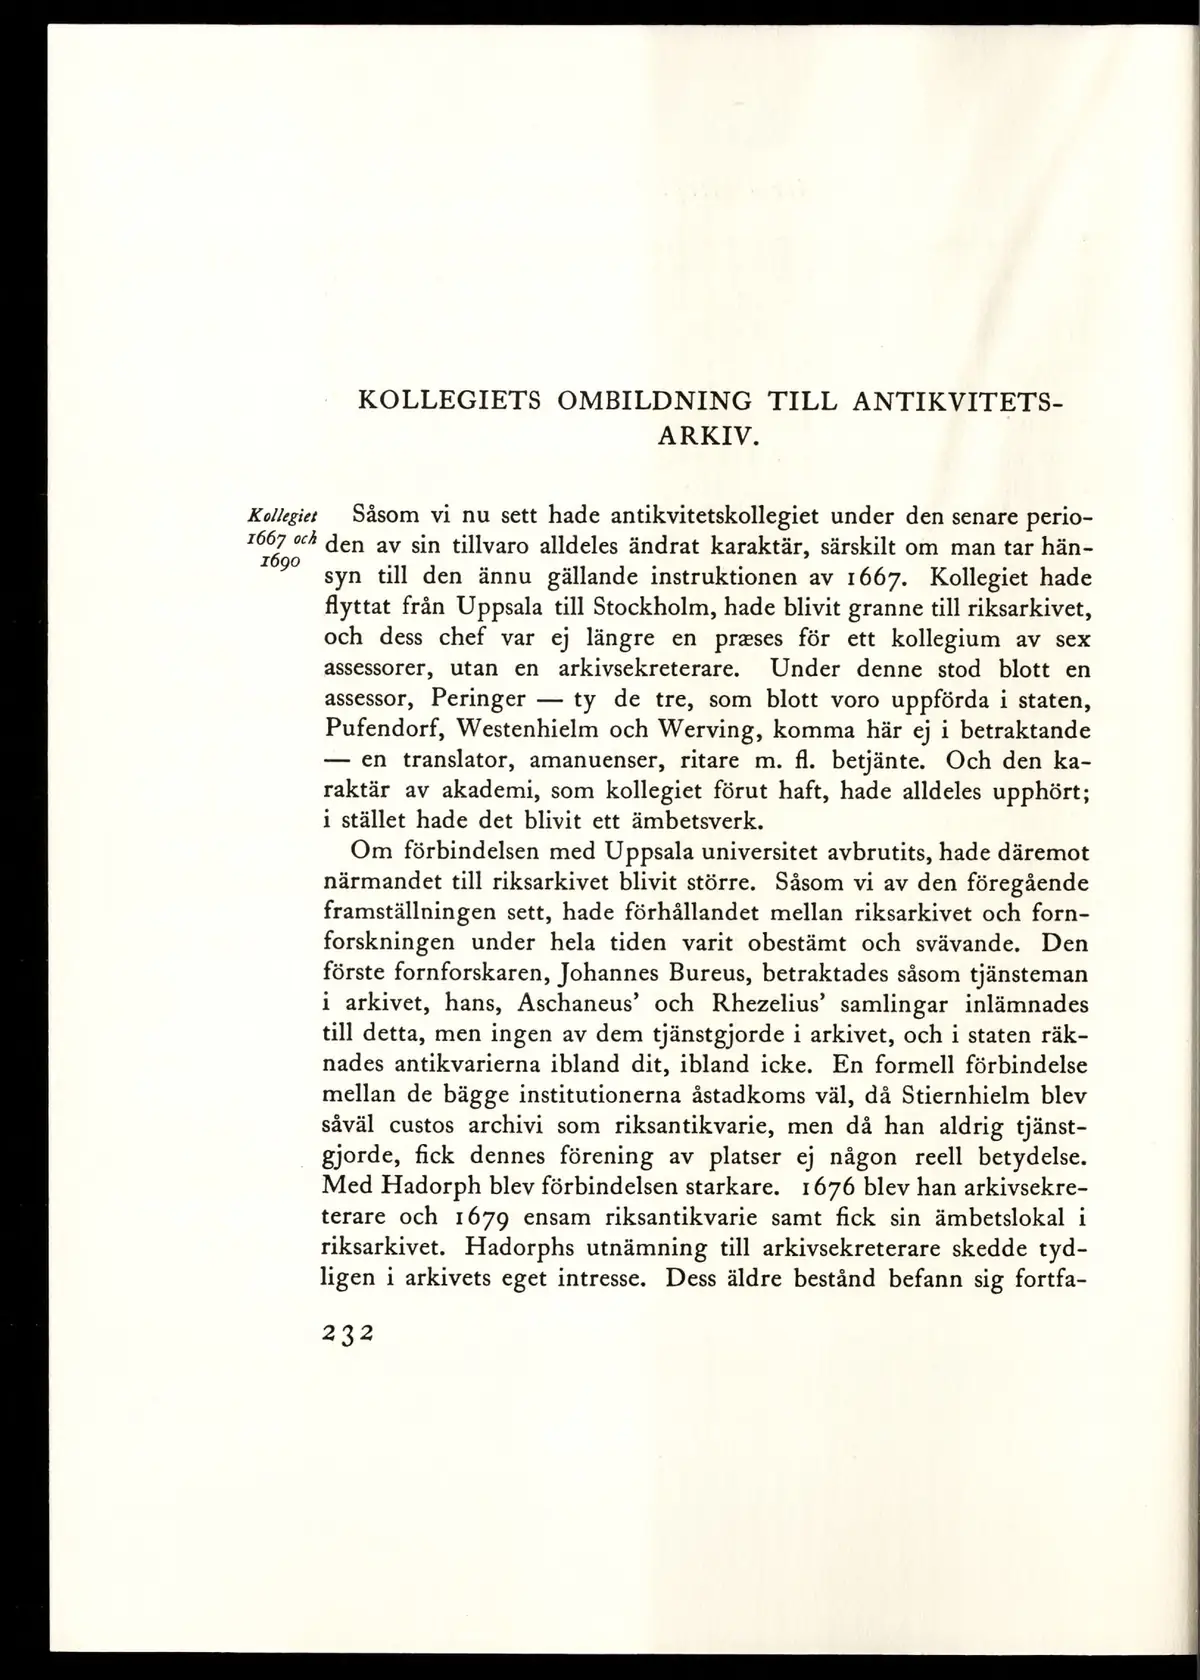 KOLLEGIETS OMBILDNING TILL ANTIKVITETS-
ARKIV.
Kollegiet
1667 och
1690
Såsom vi nu sett hade antikvitetskollegiet under den senare perio-
den av sin tillvaro alldeles ändrat karaktär, särskilt om man tar hän-
syn till den ännu gällande instruktionen av 1667. Kollegiet hade
flyttat från Uppsala till Stockholm, hade blivit granne till riksarkivet,
och dess chef var ej längre en præses för ett kollegium av sex
assessorer, utan en arkivsekreterare. Under denne stod blott en
assessor, Peringer — ty de tre, som blott voro uppförda i staten,
Pufendorf, Westenhielm och Werving, komma här ej i betraktande
— en translator, amanuenser, ritare m. fl. betjänte. Och den ka-
raktär av akademi, som kollegiet förut haft, hade alldeles upphört;
i stället hade det blivit ett ämbetsverk.
Om förbindelsen med Uppsala universitet avbrutits, hade däremot
närmandet till riksarkivet blivit större. Såsom vi av den föregående
framställningen sett, hade förhållandet mellan riksarkivet och forn-
forskningen under hela tiden varit obestämt och svävande. Den
förste fornforskaren, Johannes Bureus, betraktades såsom tjänsteman
i arkivet, hans, Aschaneus’ och Rhezelius’ samlingar inlämnades
till detta, men ingen av dem tjänstgjorde i arkivet, och i staten räk-
nades antikvarierna ibland dit, ibland icke. En formell förbindelse
mellan de bägge institutionerna åstadkoms väl, då Stiernhielm blev
såväl custos archivi som riksantikvarie, men då han aldrig tjänst-
gjorde, fick dennes förening av platser ej någon reell betydelse.
Med Hadorph blev förbindelsen starkare. 1676 blev han arkivsekre-
terare och 1679 ensam riksantikvarie samt fick sin ämbetslokal i
riksarkivet. Hadorphs utnämning till arkivsekreterare skedde tyd-
ligen i arkivets eget intresse. Dess äldre bestånd befann sig fortfa-
232